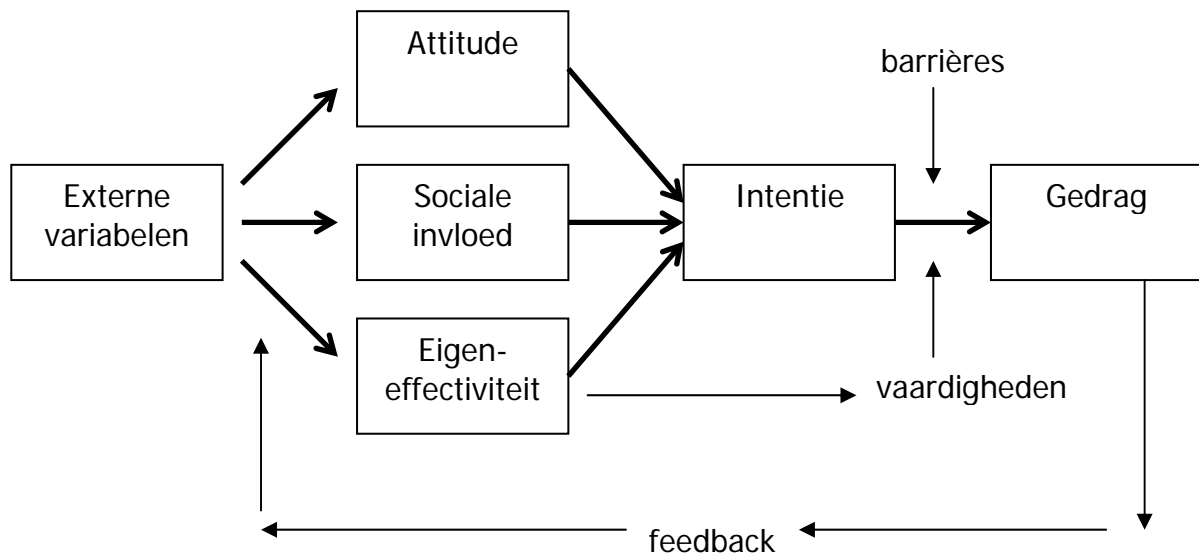 Attitude
barrières
Externe
variabelen
Sociale
invloed
Intentie
Gedrag
Eigen-
effectiviteit
vaardigheden
feedback